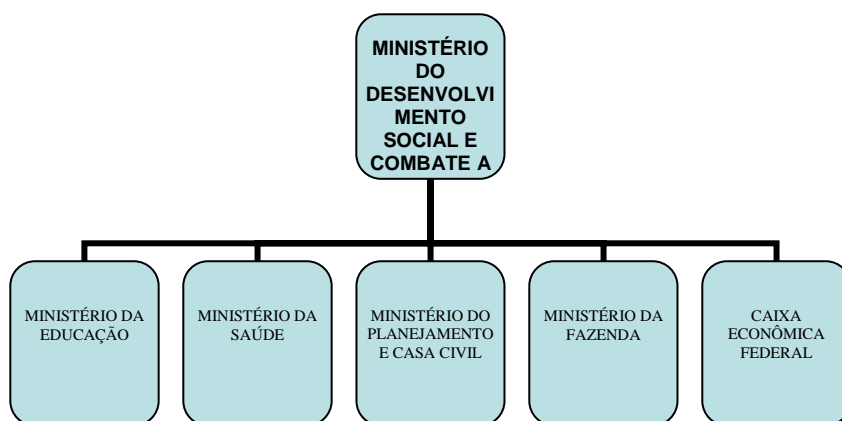 MINISTÉRIO
DO
DESENVOLVI
MENTO
SOCIAL E
COMBATE A
MINISTÉRIO DA
EDUCAÇÃO
MINISTÉRIO DA
SAÚDE
MINISTÉRIO DO
PLANEJAMENTO
E CASA CIVIL
MINISTÉRIO DA
FAZENDA
CAIXA
ECONÔMICA
FEDERAL